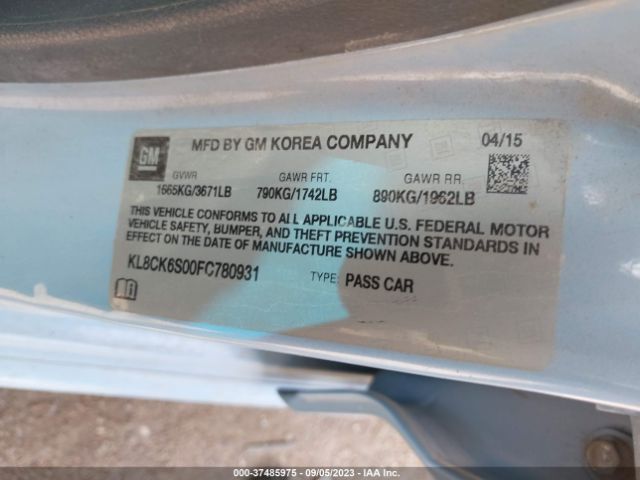 GM
MFD BY GM KOREA COMPANY 04/15
GVWR GAWR FRT. GAWR RR.
1665KG/3671LB 790KG/1742LB 890KG/1962LB
THIS VEHICLE CONFORMS TO ALL APPLICABLE U.S. FEDERAL MOTOR
VEHICLE SAFETY, BUMPER, AND THEFT PREVENTION STANDARDS IN
EFFECT ON THE DATE OF MANUFACTURE SHOWN ABOVE.
KL8CK6S00FC780931 TYPE: PASS CAR
000-37485975 - 09/05/2023 - IAA Inc.